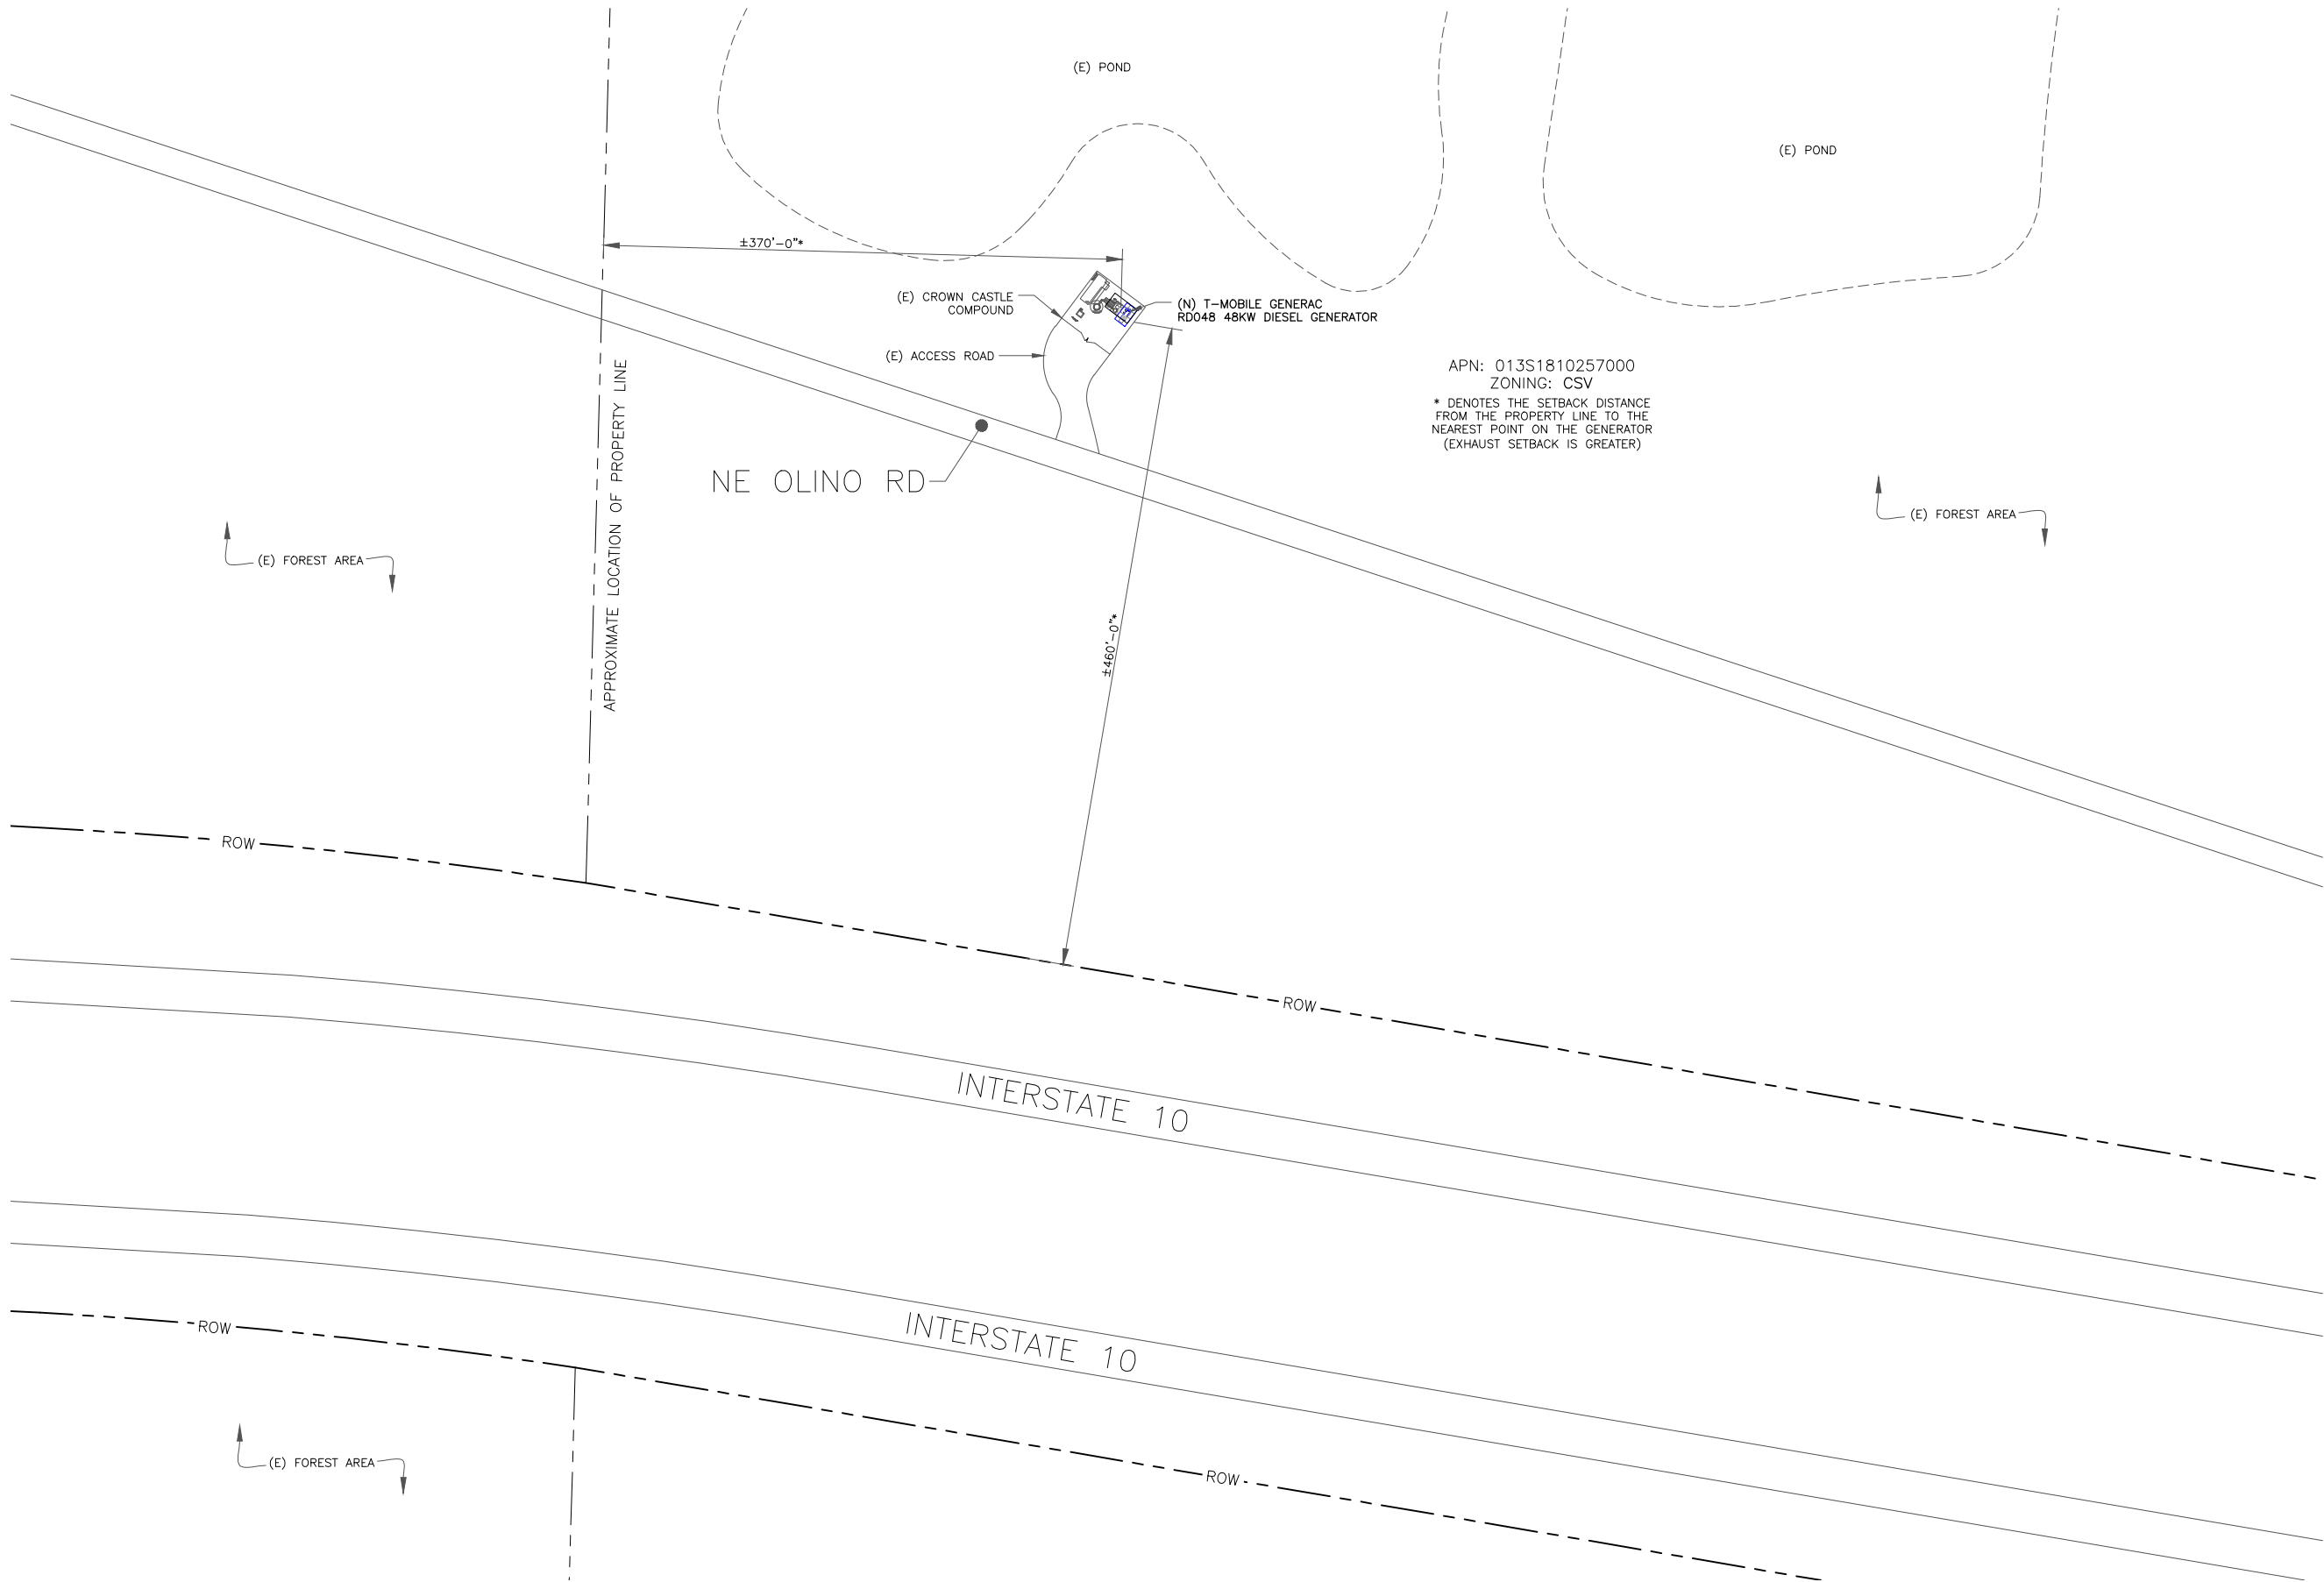 (E) POND
(E) POND
±370'-0"*
(E) CROWN CASTLE
COMPOUND
(N) T-MOBILE GENERAC
RD048 48KW DIESEL GENERATOR
(E) ACCESS ROAD
APN: 013S1810257000
ZONING: CSV
* DENOTES THE SETBACK DISTANCE
FROM THE PROPERTY LINE TO THE
NEAREST POINT ON THE GENERATOR
(EXHAUST SETBACK IS GREATER)
NE OLINO RD
APPROXIMATE LOCATION OF PROPERTY LINE
(E) FOREST AREA
(E) FOREST AREA
±460'-0"*
ROW
ROW
INTERSTATE 10
INTERSTATE 10
ROW
(E) FOREST AREA
ROW